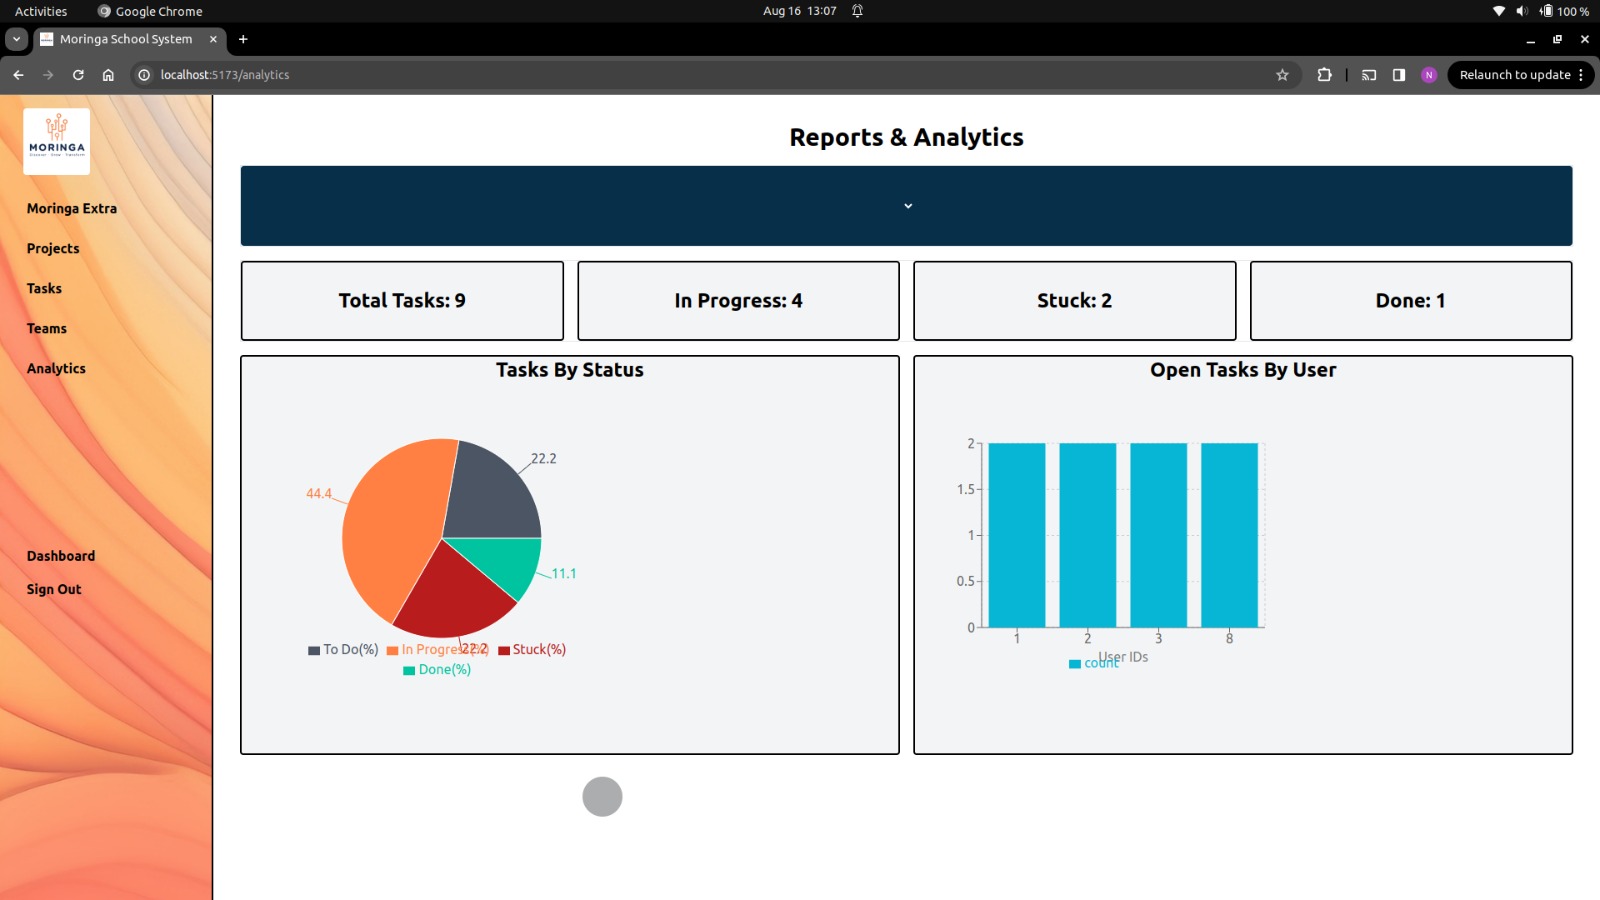 Activities
Google Chrome
Aug 16 13:07
100 %
Moringa School System
localhost:5173/analytics
N
Relaunch to update
MORINGA
Moringa Extra
Projects
Tasks
Teams
Analytics
Dashboard
Sign Out
Reports & Analytics
Total Tasks: 9
In Progress: 4
Stuck: 2
Done: 1
Tasks By Status
22.2
44.4
11.1
22.2
To Do(%)
In Progress(%)
Stuck(%)
Done(%)
Open Tasks By User
2
1.5
1
0.5
0
1 2 3 8
User IDs
count